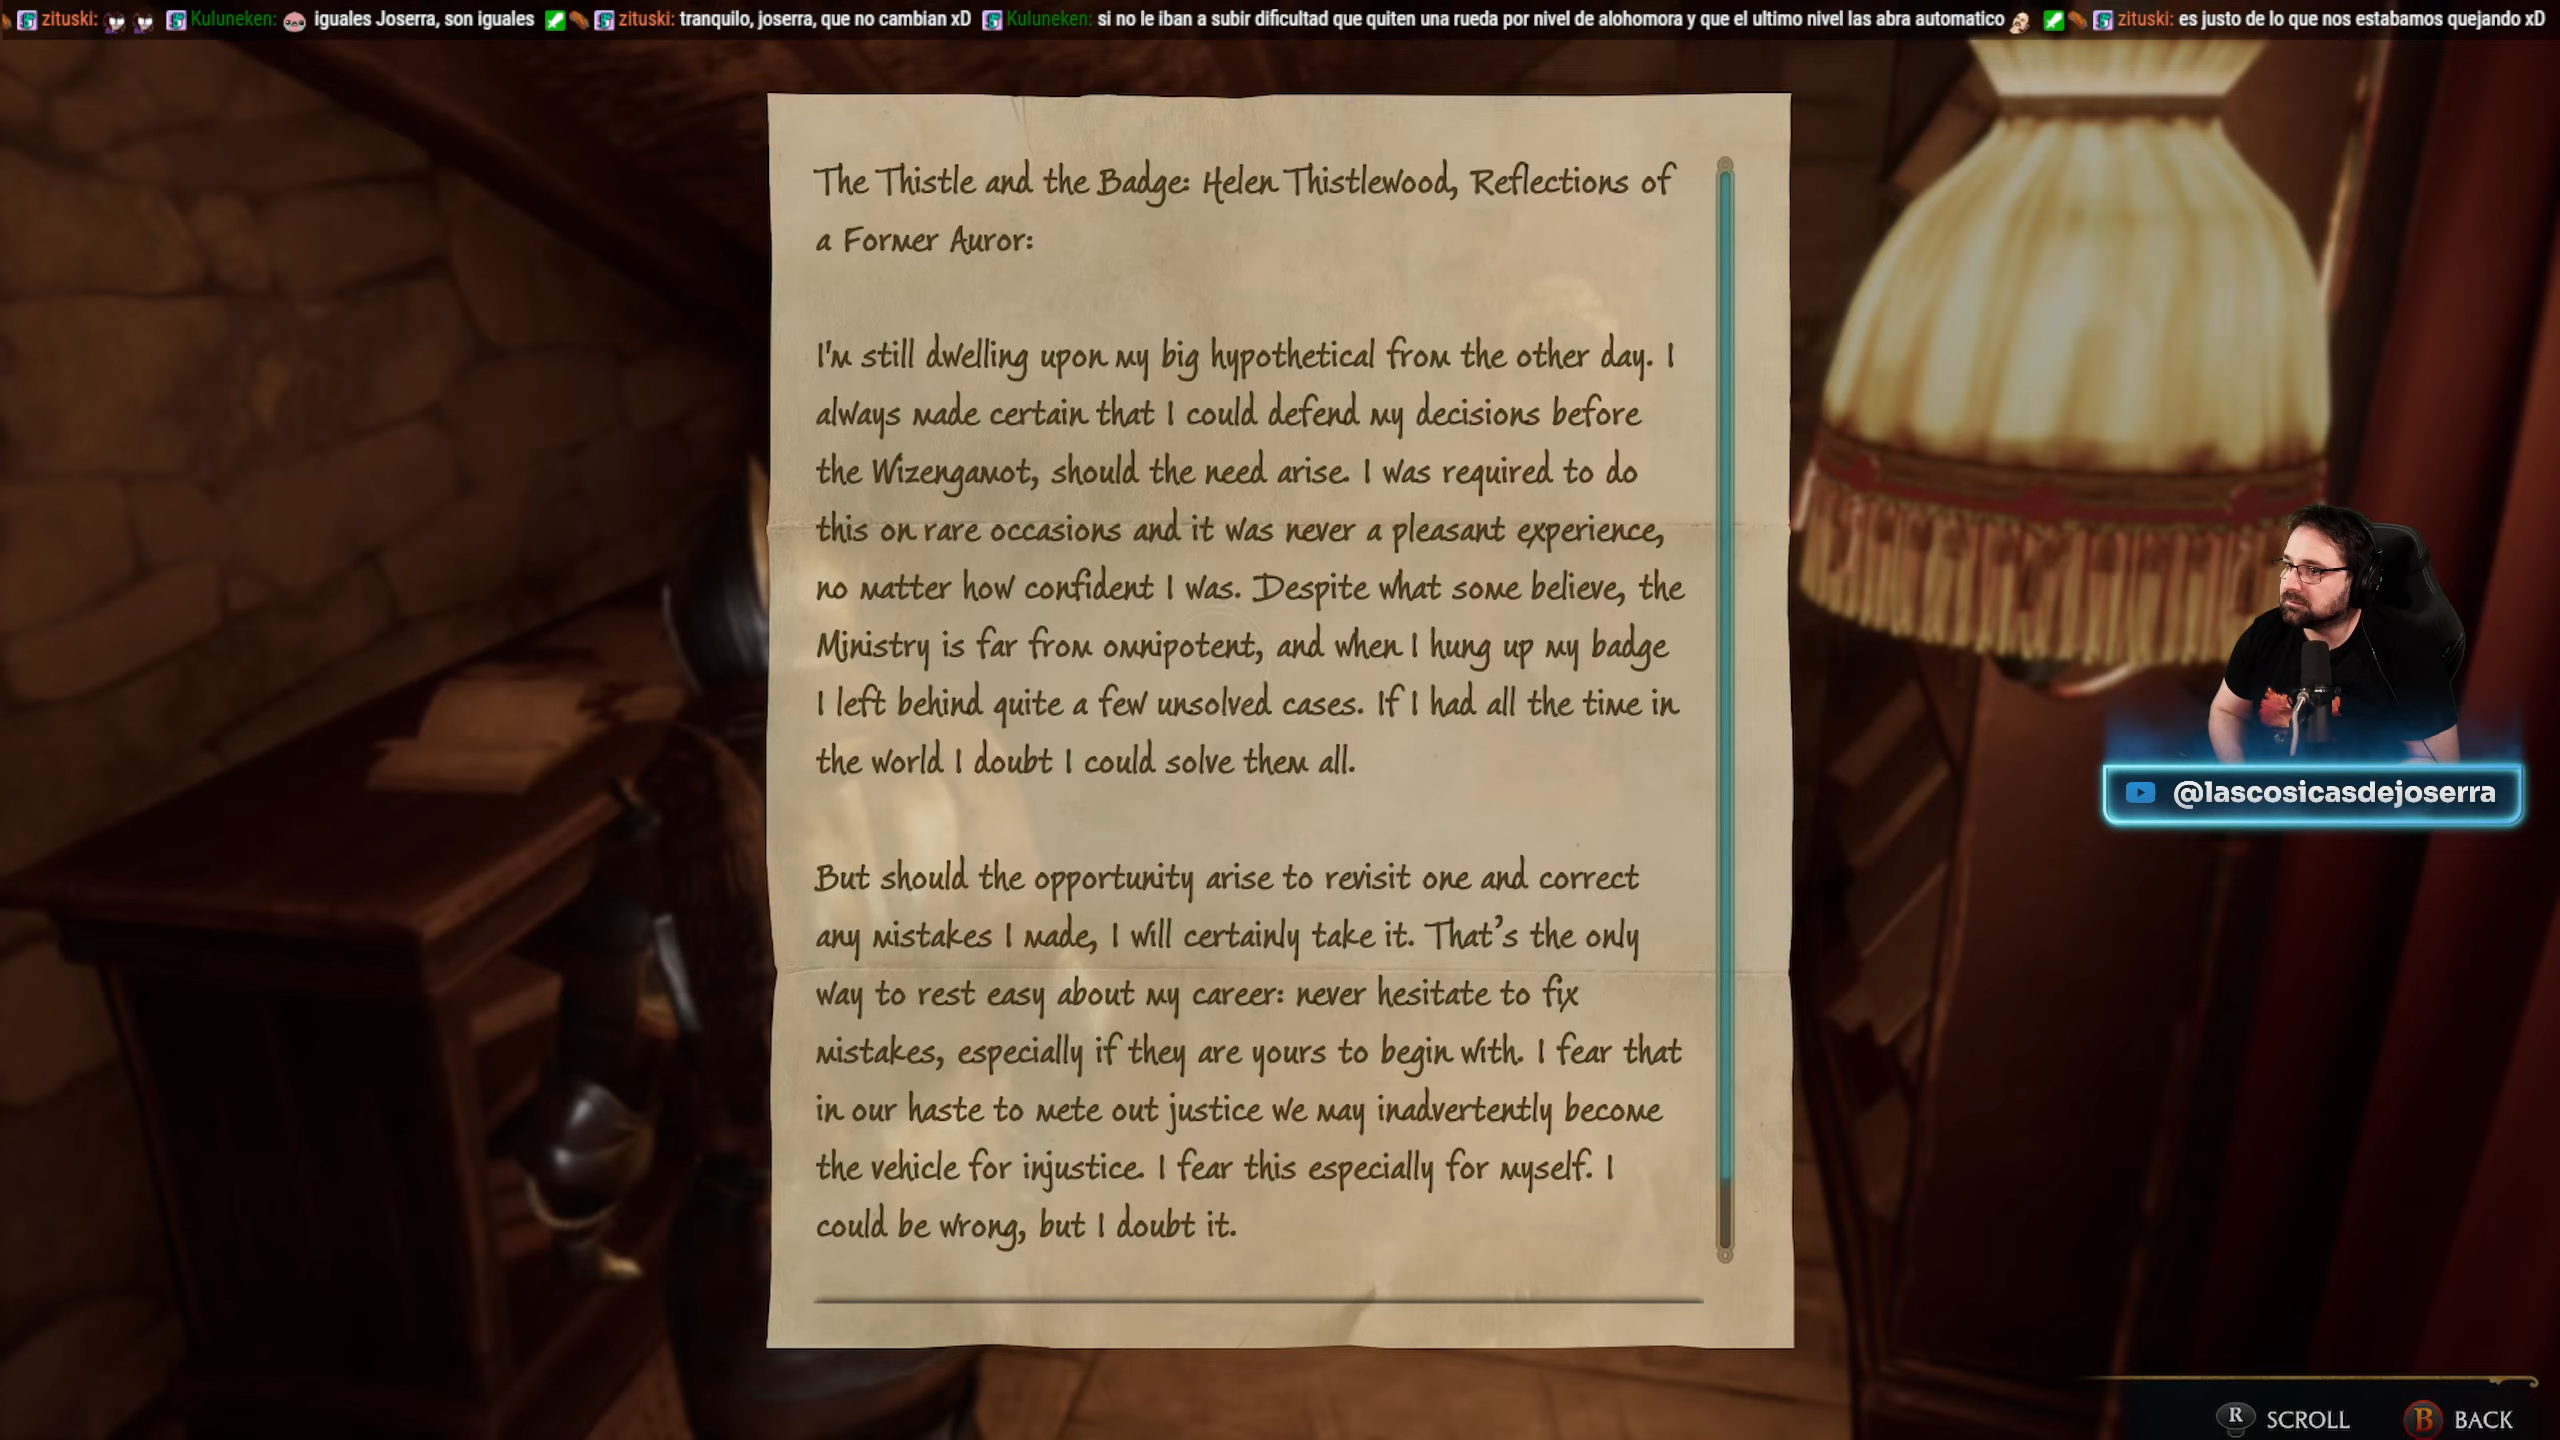 zituski: Kuluneken: iguales Joserra, son iguales zituski: tranquilo, joserra, que no cambian xD Kuluneken: si no le iban a subir dificultad que quiten una rueda por nivel de alohomora y que el ultimo nivel las abra automatico zituski: es justo de lo que nos estabamos quejando xD
The Thistle and the Badge: Helen Thistlewood, Reflections of
a Former Auror:
I'm still dwelling upon my big hypothetical from the other day. I
always made certain that I could defend my decisions before
the Wizengamot, should the need arise. I was required to do
this on rare occasions and it was never a pleasant experience,
no matter how confident I was. Despite what some believe, the
Ministry is far from omnipotent, and when I hung up my badge
I left behind quite a few unsolved cases. If I had all the time in
the world I doubt I could solve them all.
But should the opportunity arise to revisit one and correct
any mistakes I made, I will certainly take it. That's the only
way to rest easy about my career: never hesitate to fix
mistakes, especially if they are yours to begin with. I fear that
in our haste to mete out justice we may inadvertently become
the vehicle for injustice. I fear this especially for myself. I
could be wrong, but I doubt it.
@lascosicasdejoserra
R SCROLL B BACK